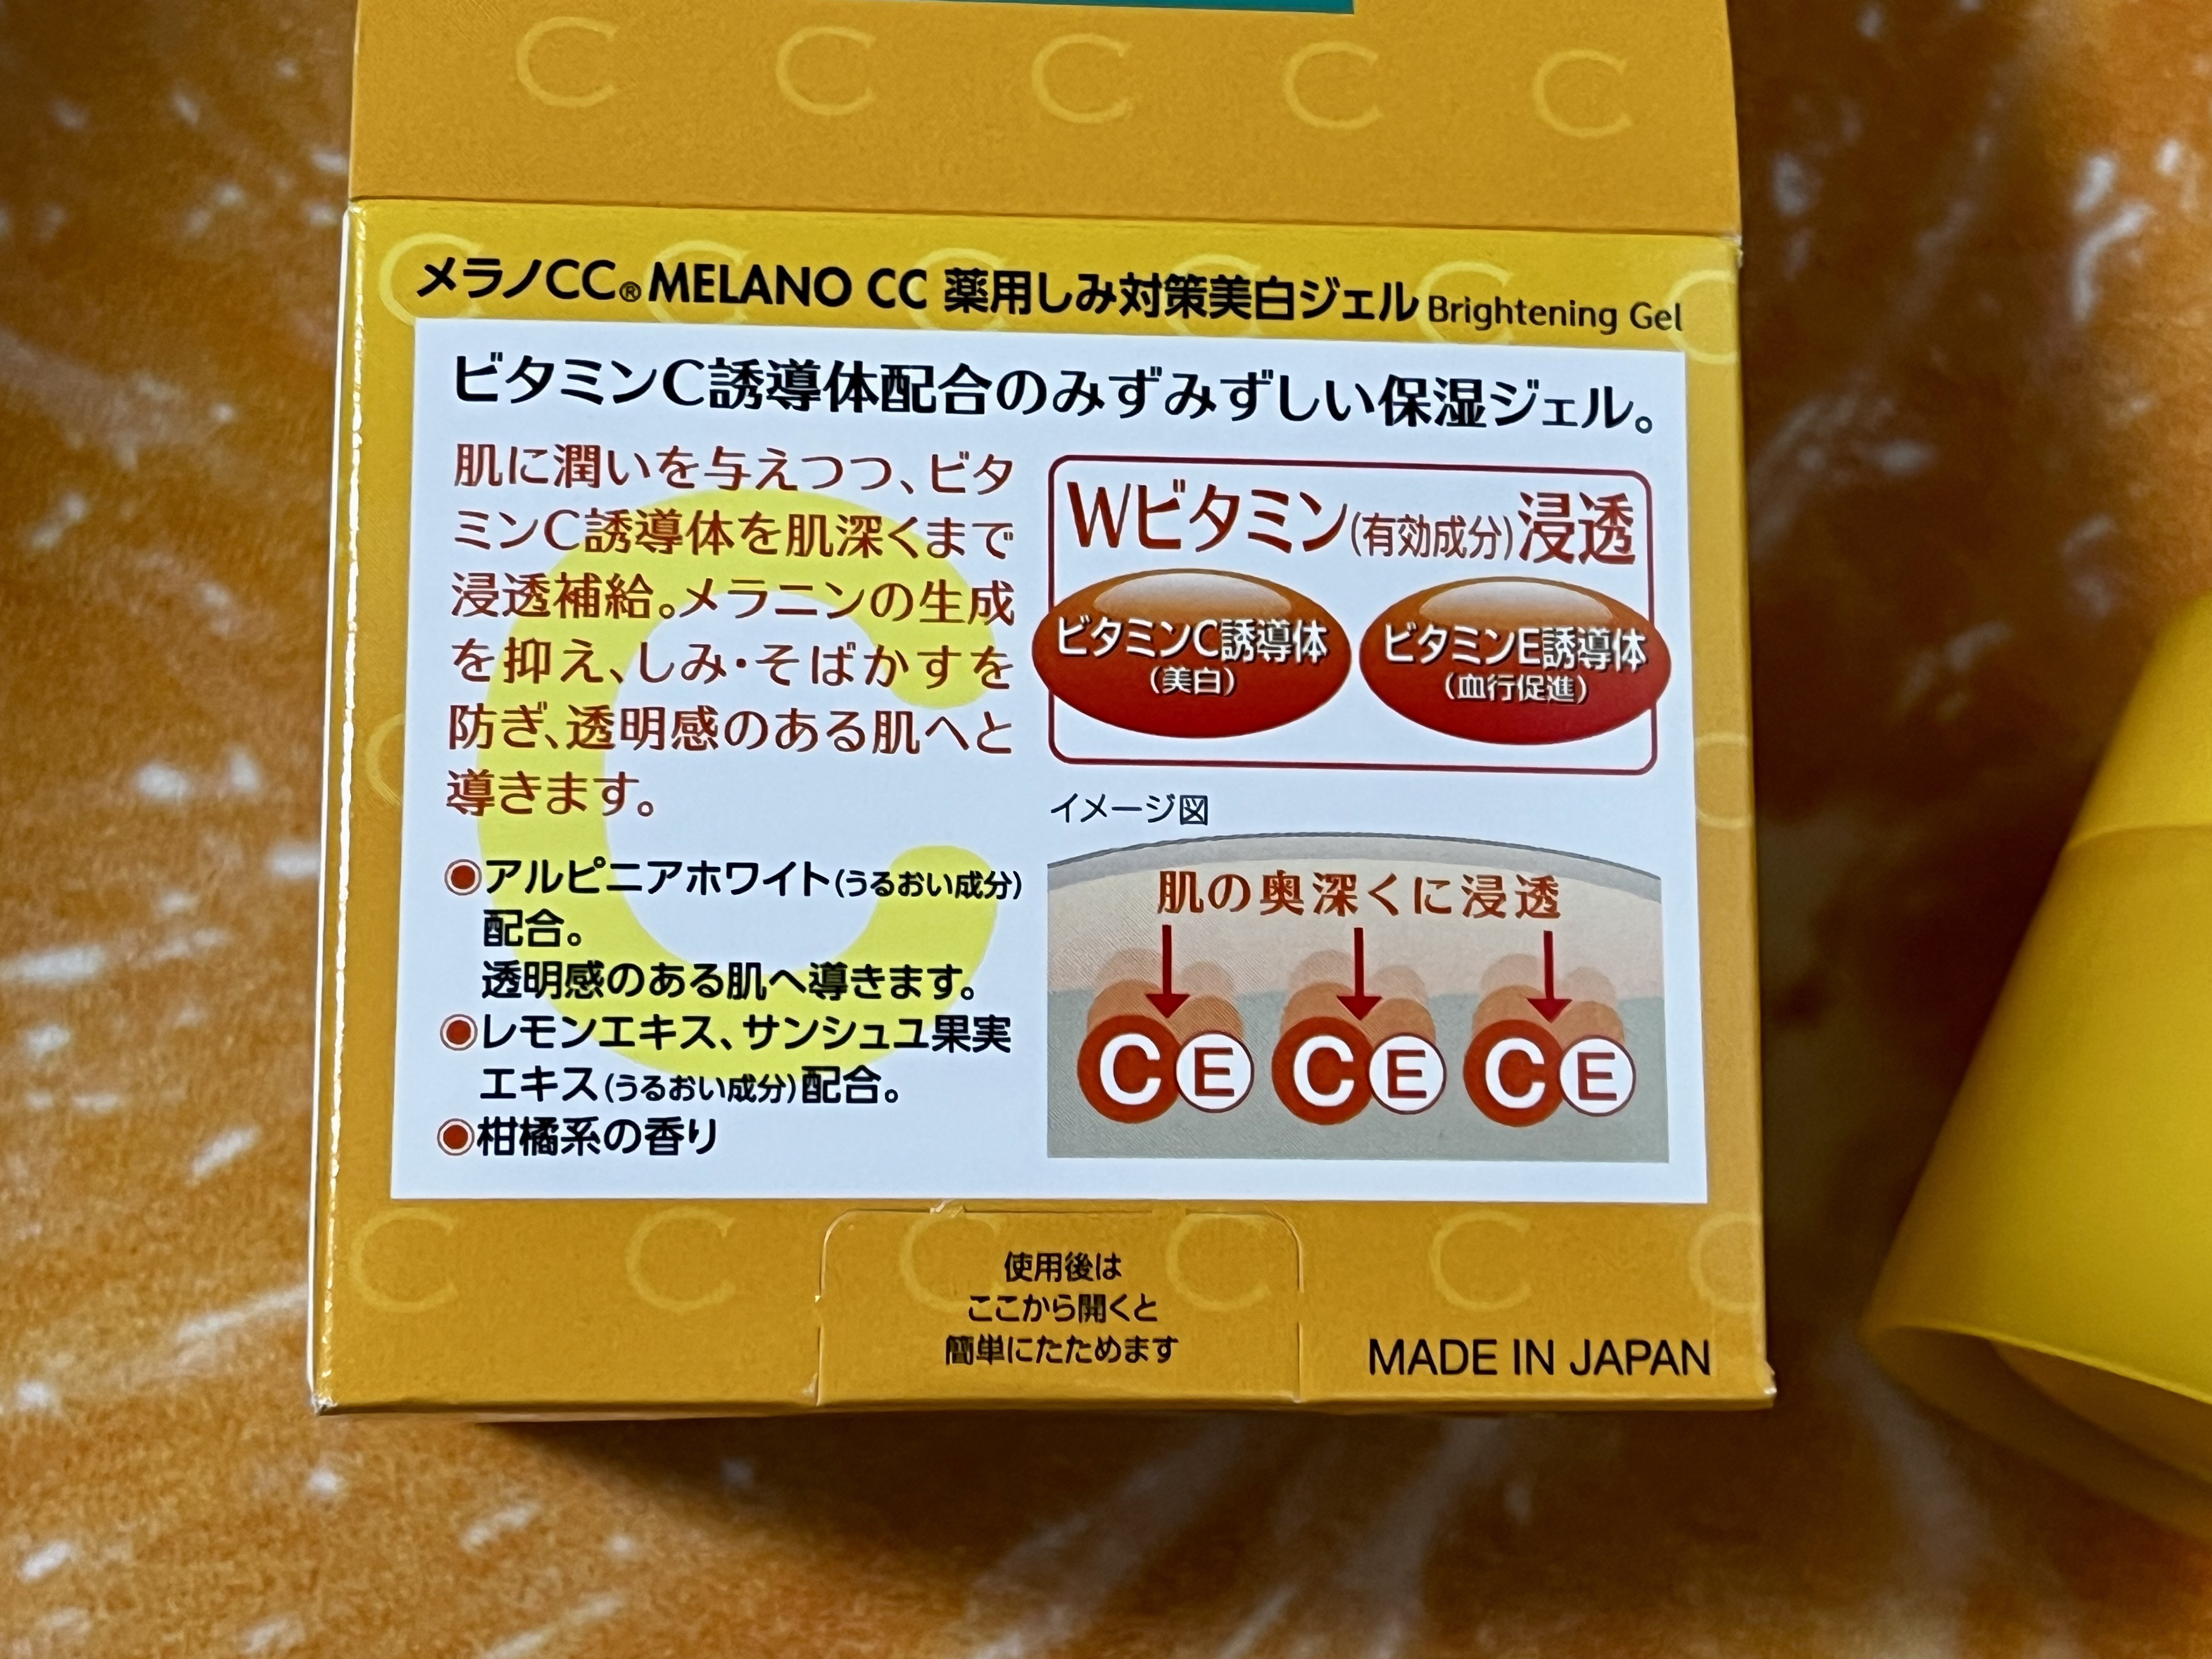 メラノCC® MELANO CC 薬用しみ対策美白ジェル Brightening Gel
ビタミンC誘導体配合のみずみずしい保湿ジェル。
肌に潤いを与えつつ、ビタ
ミンC誘導体を肌深くまで
浸透補給。メラニンの生成
を抑え、しみ・そばかすを
防ぎ、透明感のある肌へと
導きます。
●アルピニアホワイト(うるおい成分)
配合。
透明感のある肌へ導きます。
●レモンエキス、サンシュユ果実
エキス(うるおい成分)配合。
●柑橘系の香り
Wビタミン(有効成分)浸透
ビタミンC誘導体
(美白)
ビタミンE誘導体
(血行促進)
イメージ図
肌の奥深くに浸透
C E C E C E
使用後は
ここから開くと
簡単にたためます
MADE IN JAPAN